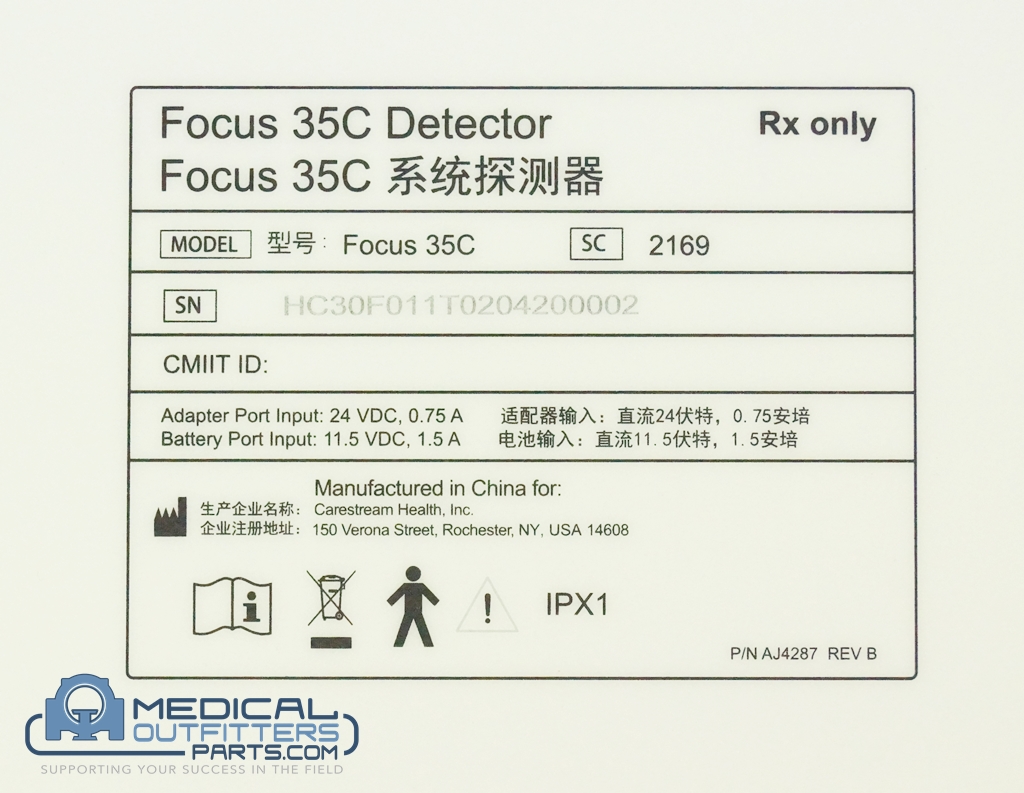 Focus 35C Detector
Rx only
Focus 35C 系统探测器
MODEL 型号: Focus 35C SC 2169
SN HC30F011T0204200002
CMIIT ID:
Adapter Port Input: 24 VDC, 0.75 A 适配器输入：直流24伏特，0.75安培
Battery Port Input: 11.5 VDC, 1.5 A 电池输入：直流11.5伏特，1.5安培
Manufactured in China for:
生产企业名称： Carestream Health, Inc.
企业注册地址： 150 Verona Street, Rochester, NY, USA 14608
IPX1
P/N AJ4287 REV B
MEDICAL
OUTFITTERS
PARTS.COM
SUPPORTING YOUR SUCCESS IN THE FIELD